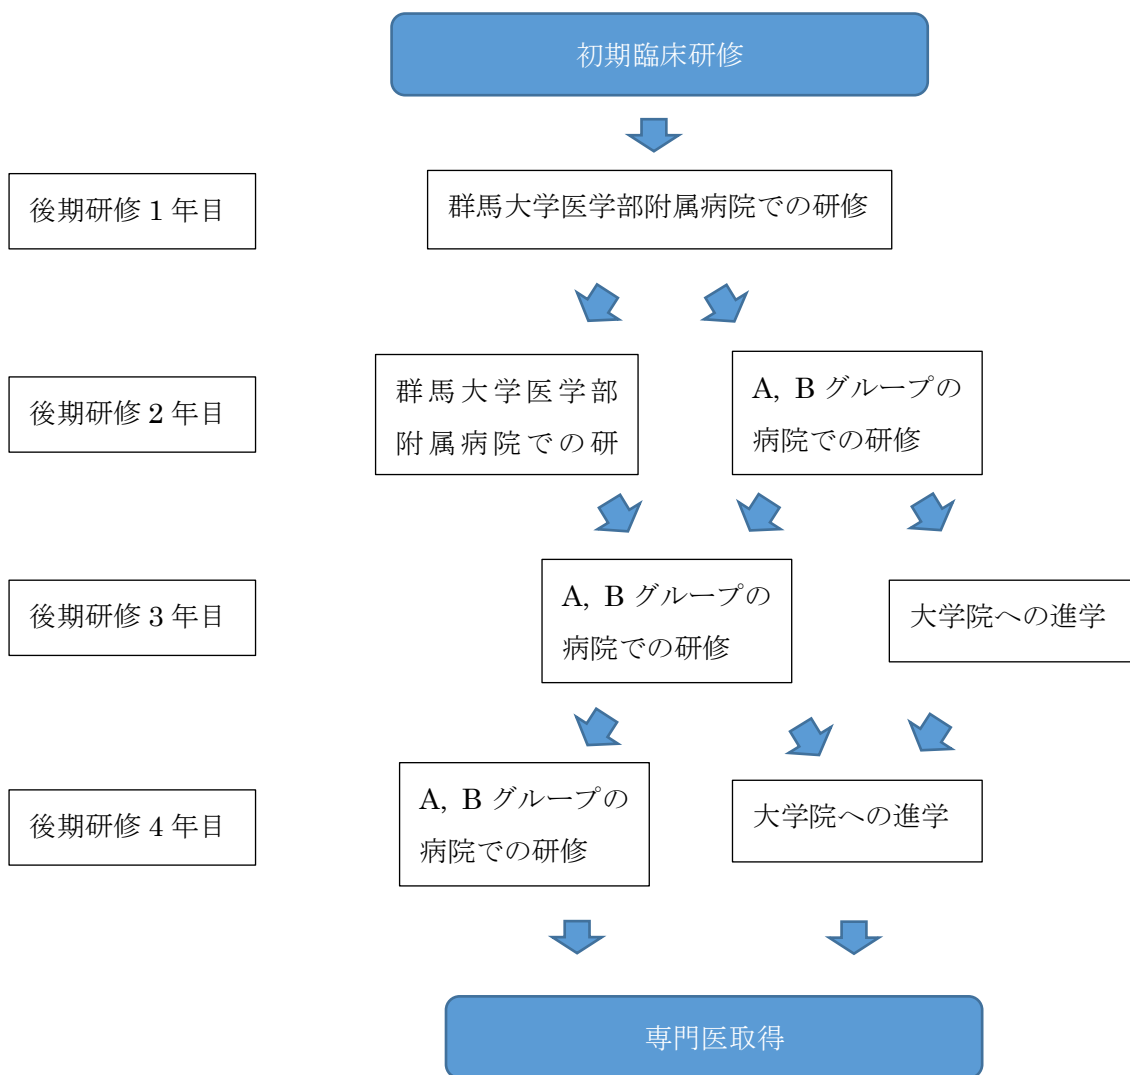 初期臨床研修
後期研修 1 年目
群馬大学医学部附属病院での研修
後期研修 2 年目
群馬大学医学部
附属病院での研
A, B グループの
病院での研修
後期研修 3 年目
A, B グループの
病院での研修
大学院への進学
後期研修 4 年目
A, B グループの
病院での研修
大学院への進学
専門医取得